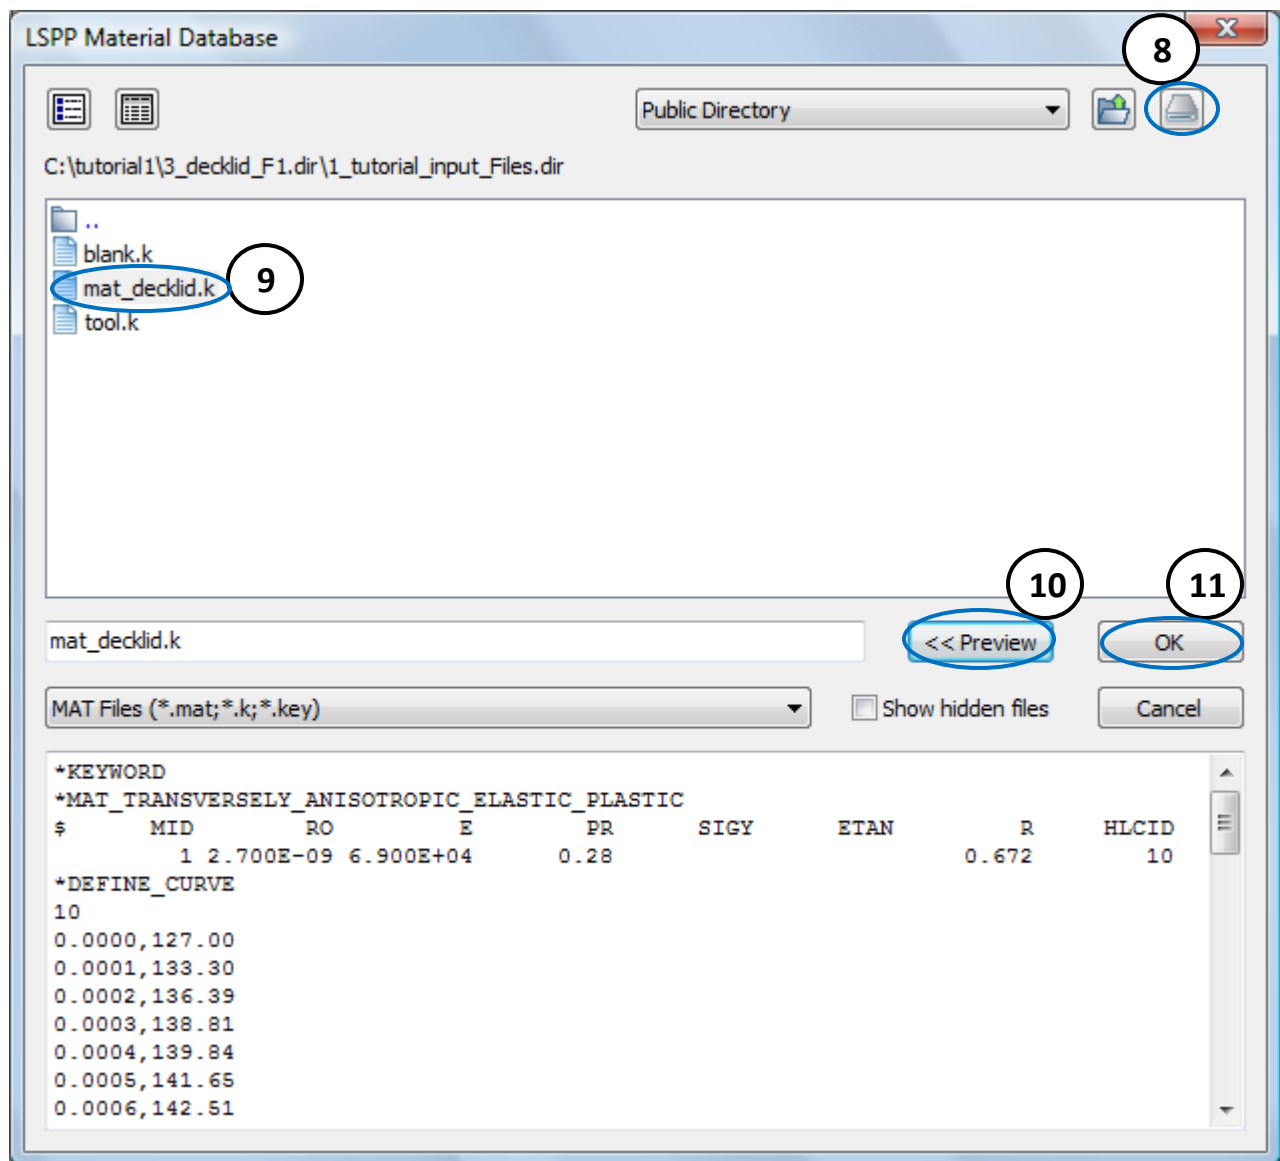 LSPP Material Database
8
Public Directory
C:\tutorial1\3_decklid_F1.dir\1_tutorial_input_Files.dir
..
blank.k
mat_decklid.k
9
tool.k
10
11
mat_decklid.k
<< Preview
OK
MAT Files (*.mat;*.k;*.key)
Show hidden files
Cancel
*KEYWORD
*MAT_TRANSVERSELY_ANISOTROPIC_ELASTIC_PLASTIC
$ MID RO E PR SIGY ETAN R HLCID
1 2.700E-09 6.900E+04 0.28 0.672 10
*DEFINE_CURVE
10
0.0000,127.00
0.0001,133.30
0.0002,136.39
0.0003,138.81
0.0004,139.84
0.0005,141.65
0.0006,142.51